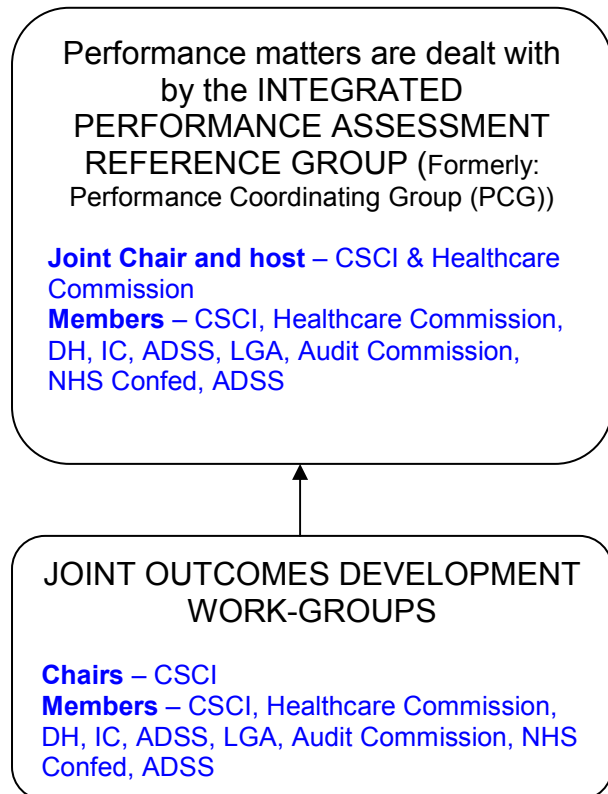 Performance matters are dealt with
by the INTEGRATED
PERFORMANCE ASSESSMENT
REFERENCE GROUP (Formerly:
Performance Coordinating Group (PCG))
Joint Chair and host – CSCI & Healthcare
Commission
Members – CSCI, Healthcare Commission,
DH, IC, ADSS, LGA, Audit Commission,
NHS Confed, ADSS
JOINT OUTCOMES DEVELOPMENT
WORK-GROUPS
Chairs – CSCI
Members – CSCI, Healthcare Commission,
DH, IC, ADSS, LGA, Audit Commission, NHS
Confed, ADSS